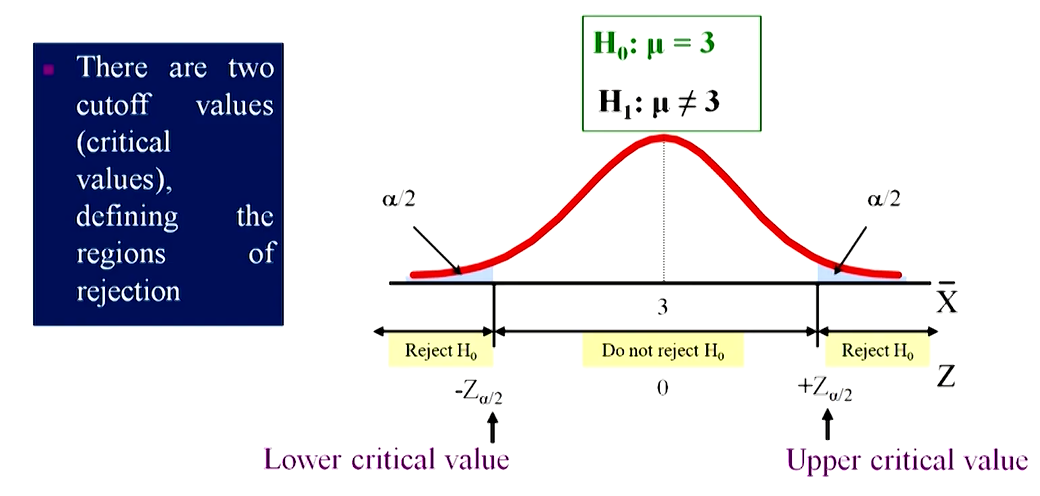 There are two
cutoff values
(critical
values),
defining the
regions of
rejection
H₀: μ = 3
H₁: μ ≠ 3
α/2
α/2
3
X̄
Reject H₀
Do not reject H₀
Reject H₀
-Zα/2
0
+Zα/2
Z
Lower critical value
Upper critical value